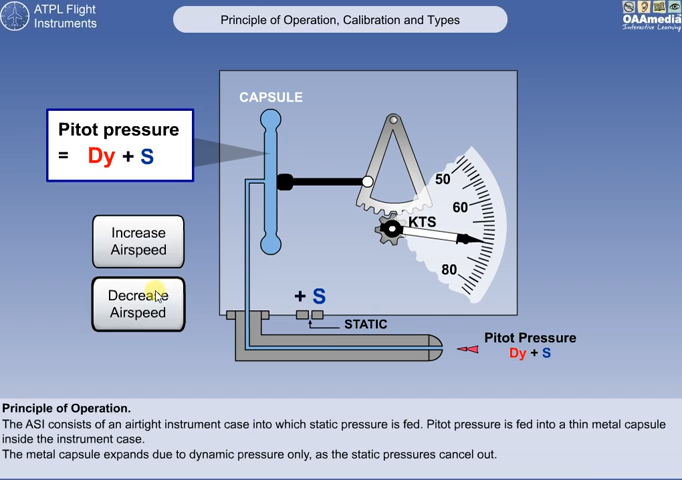 ATPL Flight
Instruments
Principle of Operation, Calibration and Types
OAAmedia
Interactive Learning
CAPSULE
Pitot pressure
= Dy + S
50
60
KTS
80
Increase
Airspeed
Decrease
Airspeed
+ S
STATIC
Pitot Pressure
Dy + S
Principle of Operation.
The ASI consists of an airtight instrument case into which static pressure is fed. Pitot pressure is fed into a thin metal capsule
inside the instrument case.
The metal capsule expands due to dynamic pressure only, as the static pressures cancel out.